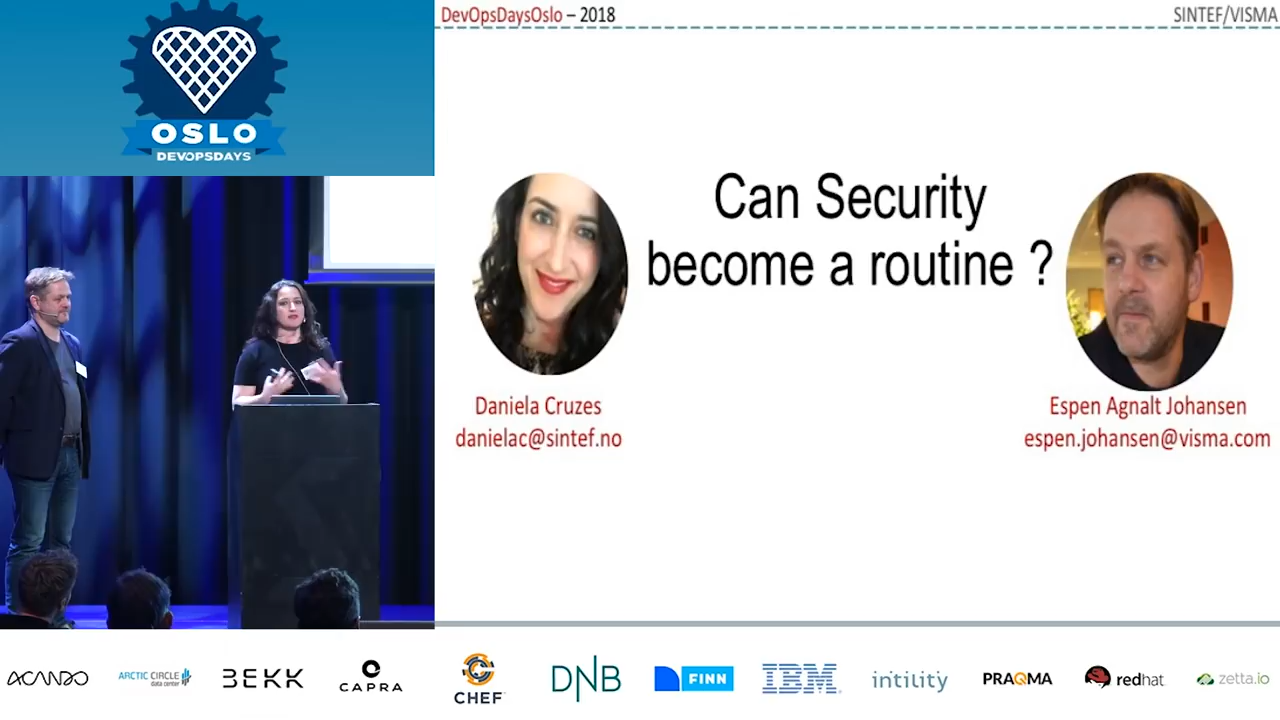 OSLO
DEVOPSDAYS
DevOpsDaysOslo – 2018
SINTEF/VISMA
Can Security
become a routine ?
Daniela Cruzes
danielac@sintef.no
Espen Agnalt Johansen
espen.johansen@visma.com
ACANDO
ARCTIC CIRCLE
data center
BEKK
CAPRA
CHEF
DNB
FINN
IBM
intility
PRAQMA
redhat
zetta.io